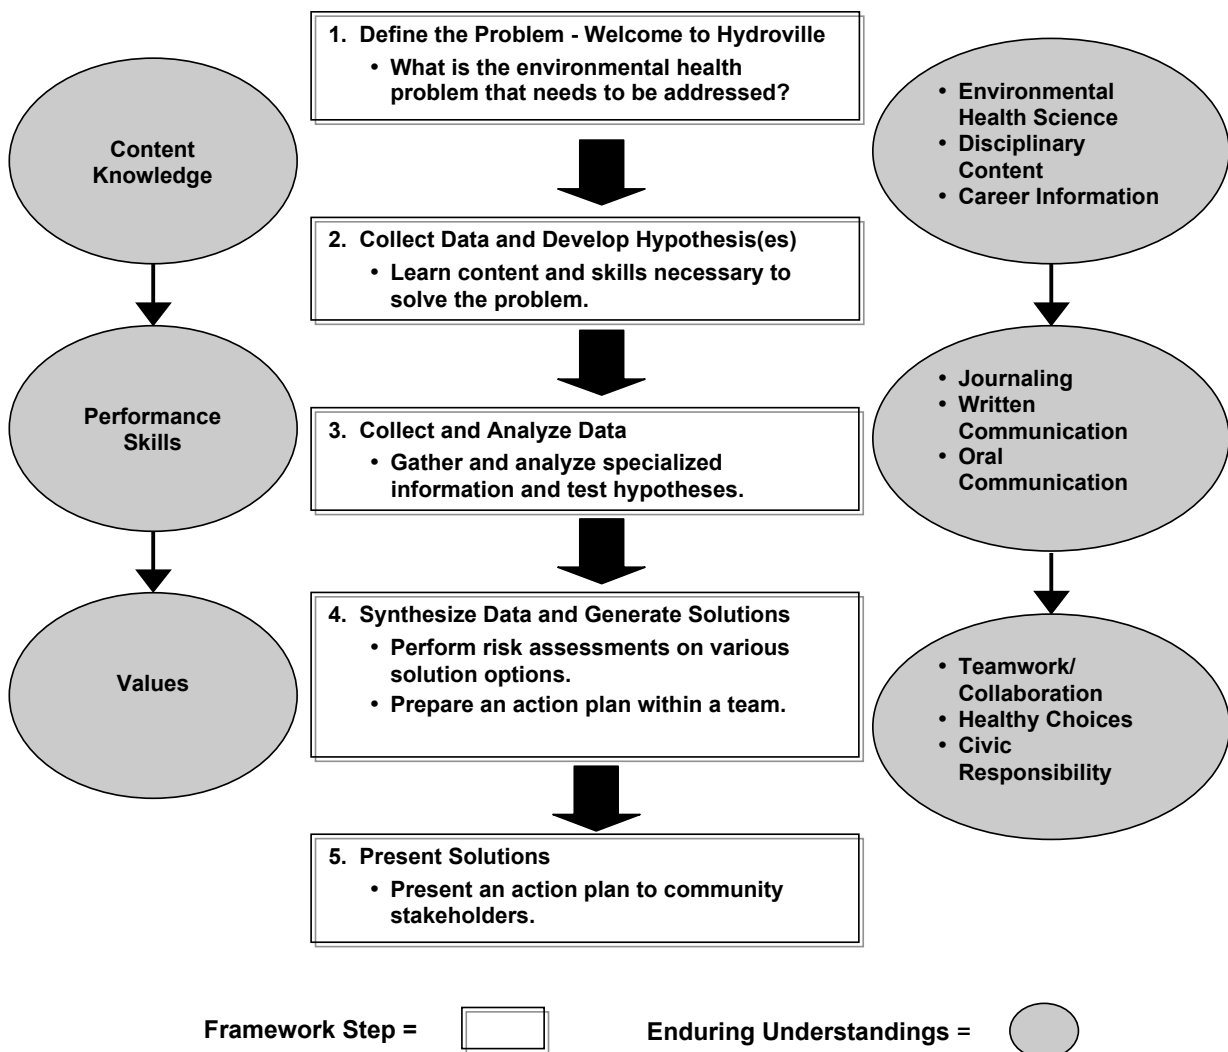 1. Define the Problem - Welcome to Hydroville
• What is the environmental health
problem that needs to be addressed?
Content
Knowledge
• Environmental
Health Science
• Disciplinary
Content
• Career Information
2. Collect Data and Develop Hypothesis(es)
• Learn content and skills necessary to
solve the problem.
Performance
Skills
• Journaling
• Written
Communication
• Oral
Communication
3. Collect and Analyze Data
• Gather and analyze specialized
information and test hypotheses.
4. Synthesize Data and Generate Solutions
• Perform risk assessments on various
solution options.
• Prepare an action plan within a team.
Values
• Teamwork/
Collaboration
• Healthy Choices
• Civic
Responsibility
5. Present Solutions
• Present an action plan to community
stakeholders.
Framework Step =
Enduring Understandings =